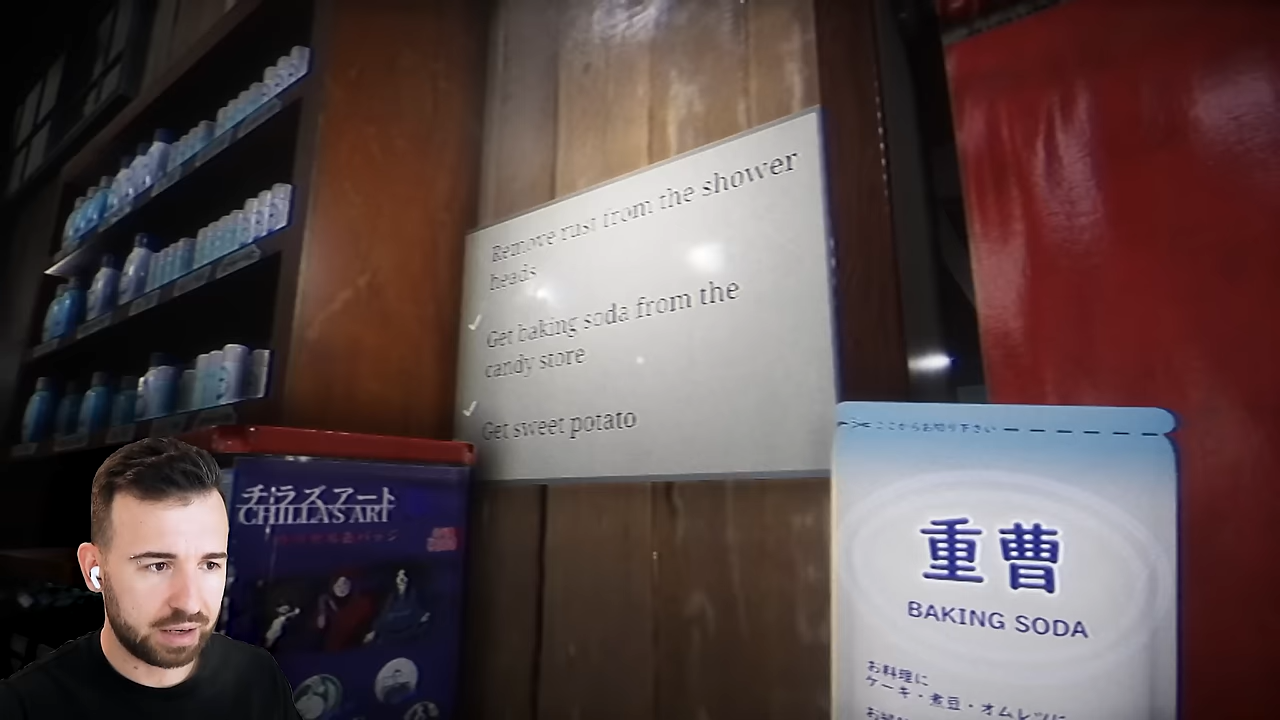 Remove rust from the shower
heads
Get baking soda from the
candy store
Get sweet potato
チラズアート
CHILLA'S ART
ここからお切り下さい
重曹
BAKING SODA
お料理に
ケーキ・煮豆・オムレツに